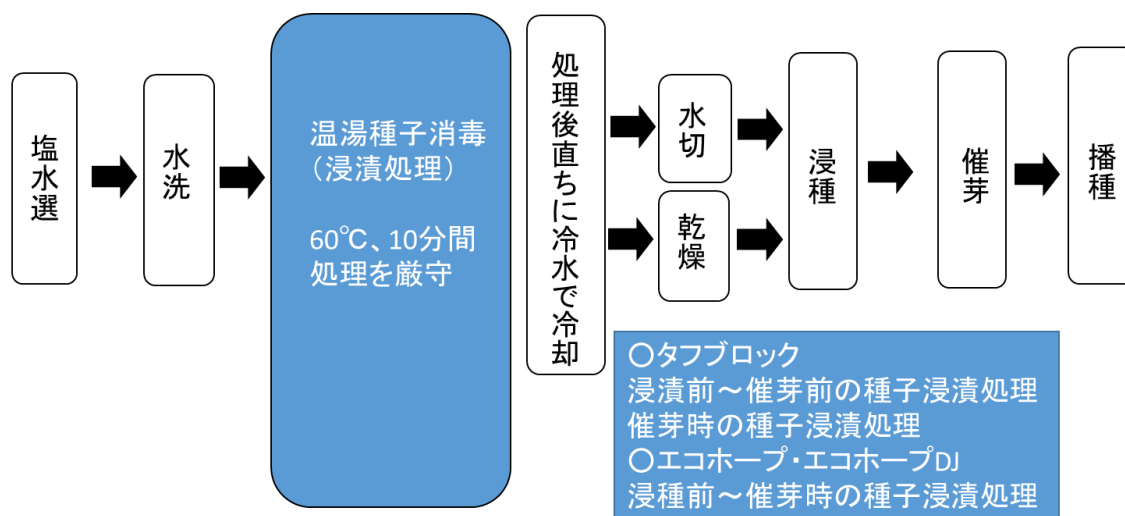 塩水選
水洗
温湯種子消毒
(浸漬処理)
60℃、10分間
処理を厳守
処理後直ちに冷水で冷却
水切
乾燥
浸種
催芽
播種
〇タフブロック
浸漬前～催芽前の種子浸漬処理
催芽時の種子浸漬処理
〇エコホープ・エコホープDJ
浸種前～催芽時の種子浸漬処理